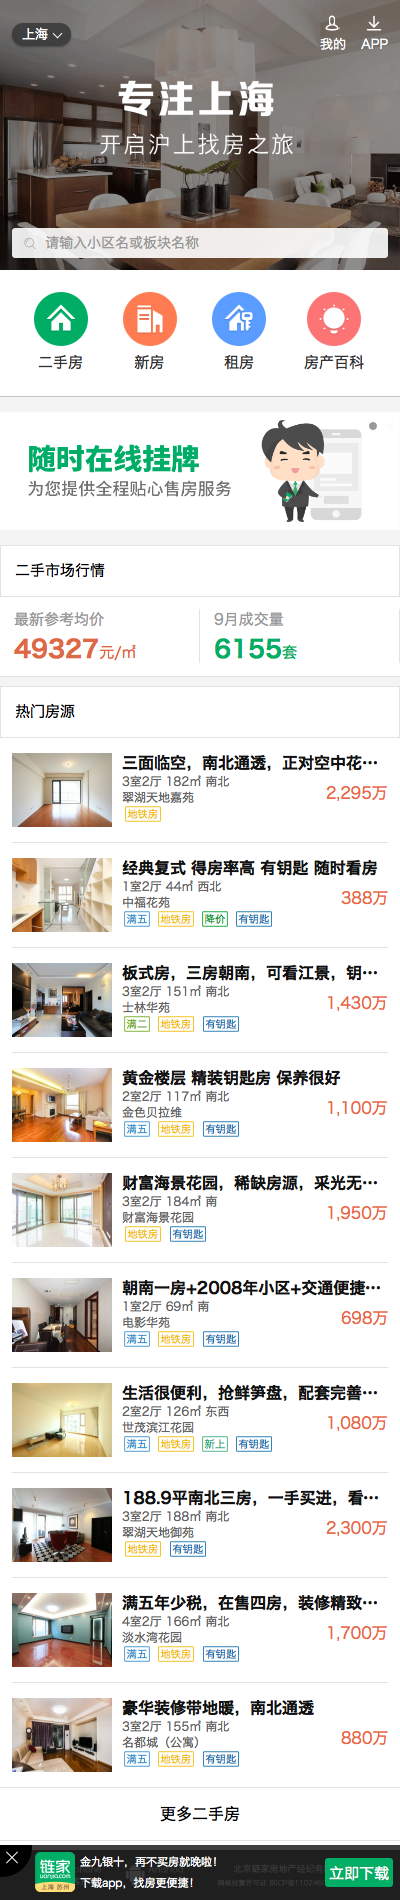 上海
我的
APP
专注上海
开启沪上找房之旅
请输入小区名或板块名称
二手房
新房
租房
房产百科
随时在线挂牌
为您提供全程贴心售房服务
二手市场行情
最新参考均价
9月成交量
49327元/㎡
6155套
热门房源
三面临空，南北通透，正对空中花…
3室2厅 182㎡ 南北
翠湖天地嘉苑
2,295万
地铁房
经典复式 得房率高 有钥匙 随时看房
1室2厅 44㎡ 西北
中福花苑
388万
满五 地铁房 降价 有钥匙
板式房，三房朝南，可看江景，钥…
3室2厅 151㎡ 南北
士林华苑
1,430万
满二 地铁房 有钥匙
黄金楼层 精装钥匙房 保养很好
2室2厅 117㎡ 南北
金色贝拉维
1,100万
满五 地铁房 有钥匙
财富海景花园，稀缺房源，采光无…
3室2厅 184㎡ 南
财富海景花园
1,950万
地铁房 有钥匙
朝南一房+2008年小区+交通便捷…
1室2厅 69㎡ 南
电影华苑
698万
满五 地铁房 有钥匙
生活很便利，抢鲜笋盘，配套完善…
2室2厅 126㎡ 东西
世茂滨江花园
1,080万
满五 地铁房 新上 有钥匙
188.9平南北三房，一手买进，看…
3室2厅 188㎡ 南北
翠湖天地御苑
2,300万
地铁房 有钥匙
满五年少税，在售四房，装修精致…
4室2厅 166㎡ 南北
淡水湾花园
1,700万
满五 地铁房 有钥匙
豪华装修带地暖，南北通透
3室2厅 155㎡ 南北
名都城（公寓）
880万
满五 地铁房 有钥匙
更多二手房
链家
lianjia.com
上海 苏州
金九银十，再不买房就晚啦！
下载app，找房更便捷！
立即下载